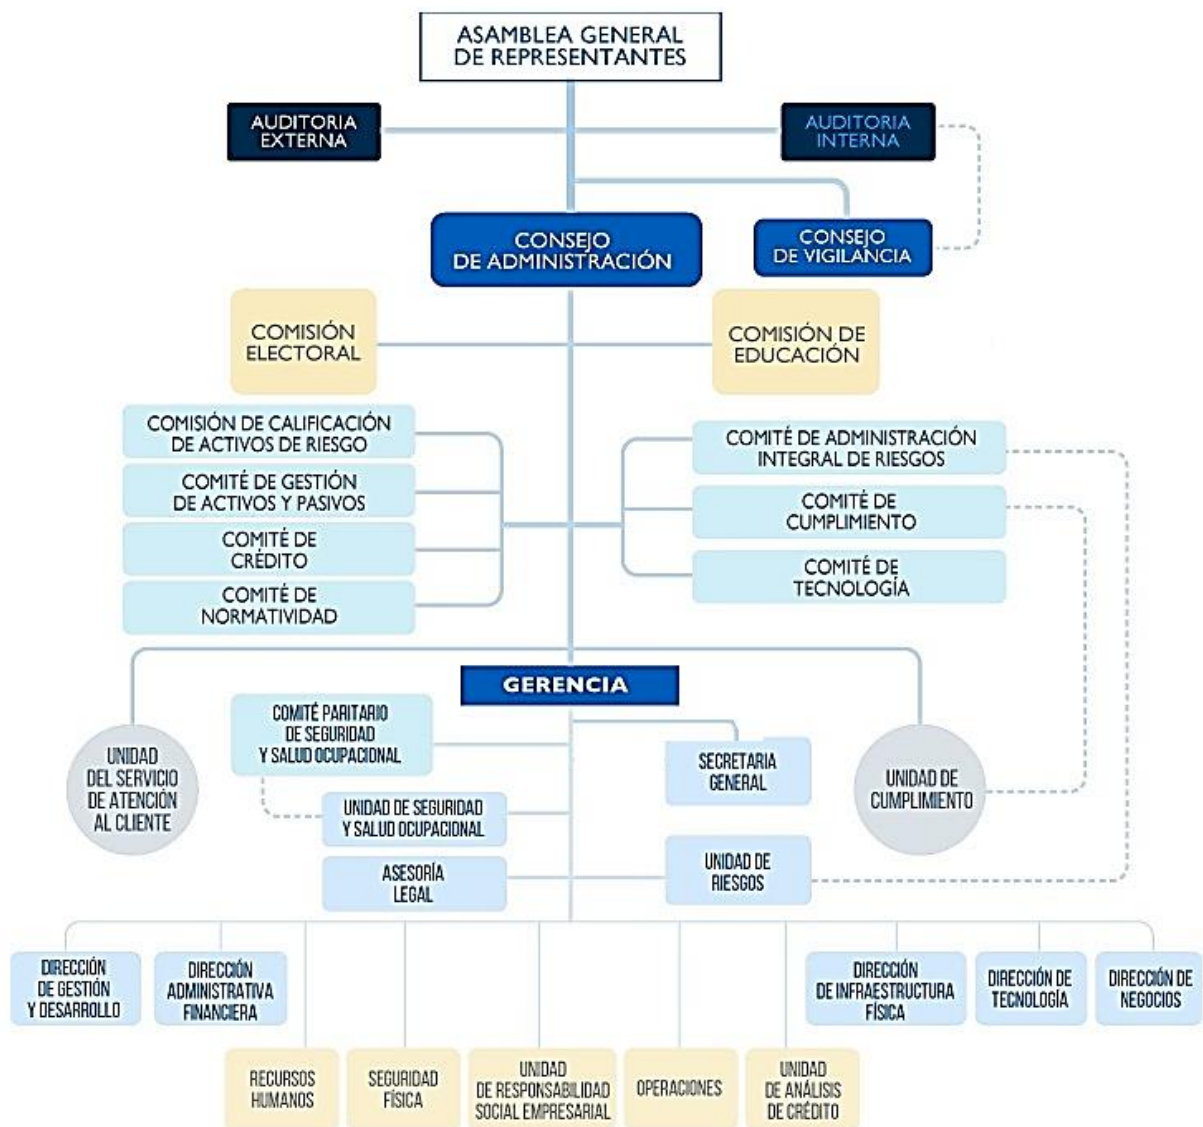 ASAMBLEA GENERAL
DE REPRESENTANTES
AUDITORIA
EXTERNA
AUDITORIA
INTERNA
CONSEJO
DE ADMINISTRACIÓN
CONSEJO
DE VIGILANCIA
COMISIÓN
ELECTORAL
COMISIÓN DE
EDUCACIÓN
COMISIÓN DE CALIFICACIÓN
DE ACTIVOS DE RIESGO
COMITÉ DE GESTIÓN
DE ACTIVOS Y PASIVOS
COMITÉ DE
CRÉDITO
COMITÉ DE
NORMATIVIDAD
COMITÉ DE ADMINISTRACIÓN
INTEGRAL DE RIESGOS
COMITÉ DE
CUMPLIMIENTO
COMITÉ DE
TECNOLOGÍA
GERENCIA
UNIDAD
DEL SERVICIO
DE ATENCIÓN
AL CLIENTE
COMITÉ PARITARIO
DE SEGURIDAD
Y SALUD OCUPACIONAL
SECRETARIA
GENERAL
UNIDAD DE
CUMPLIMIENTO
UNIDAD DE SEGURIDAD
Y SALUD OCUPACIONAL
ASESORÍA
LEGAL
UNIDAD DE
RIESGOS
DIRECCIÓN
DE GESTIÓN
Y DESARROLLO
DIRECCIÓN
ADMINISTRATIVA
FINANCIERA
DIRECCIÓN
DE INFRAESTRUCTURA
FÍSICA
DIRECCIÓN DE
TECNOLOGÍA
DIRECCIÓN DE
NEGOCIOS
RECURSOS
HUMANOS
SEGURIDAD
FÍSICA
UNIDAD
DE RESPONSABILIDAD
SOCIAL EMPRESARIAL
OPERACIONES
UNIDAD
DE ANÁLISIS
DE CRÉDITO